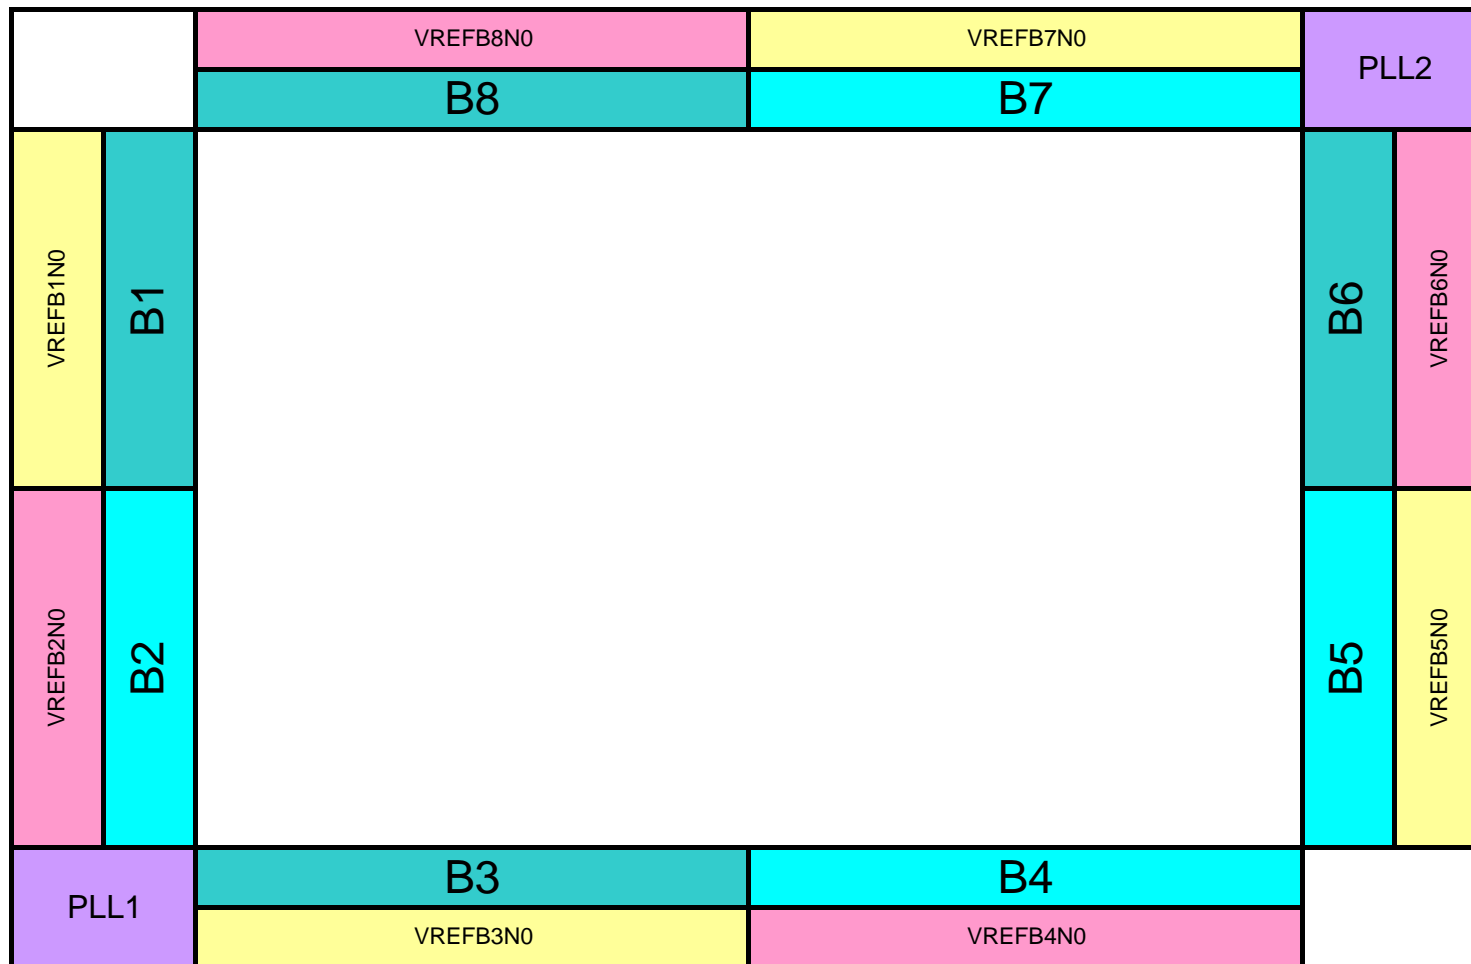 VREFB8N0
VREFB7N0
PLL2
B8
B7
VREFB1N0
B1
B6
VREFB6N0
VREFB2N0
B2
B5
VREFB5N0
PLL1
B3
B4
VREFB3N0
VREFB4N0